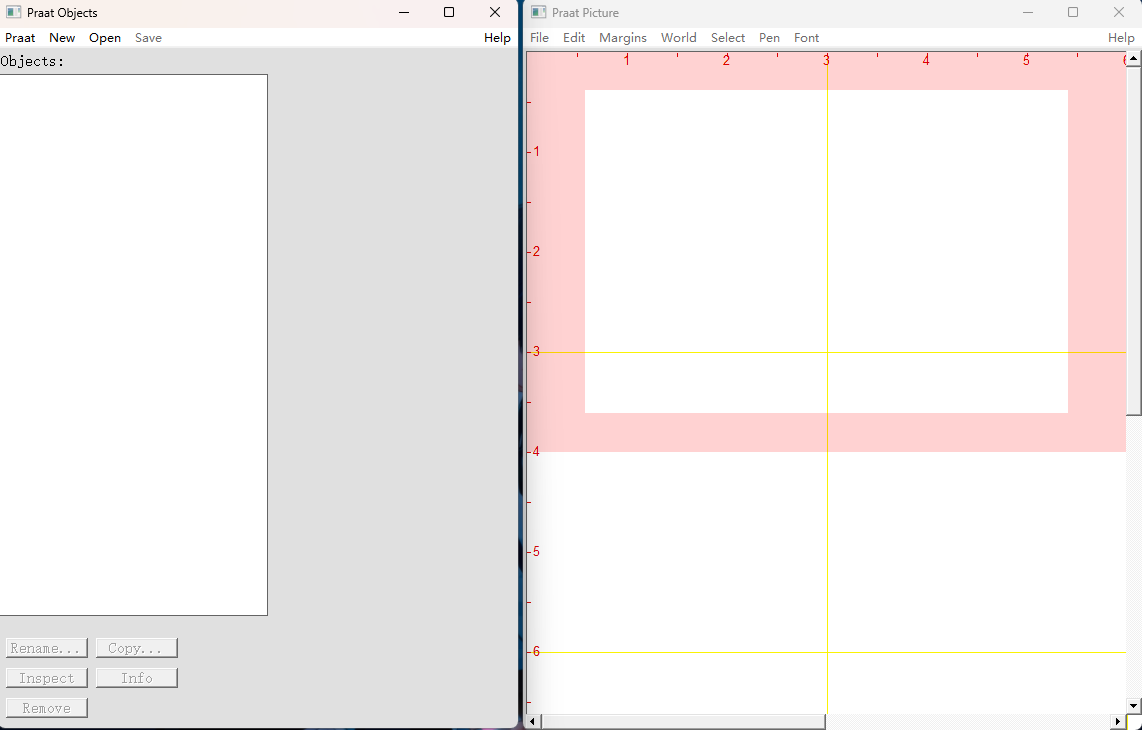 Praat Objects
Praat New Open Save Help
Objects:
Rename... Copy...
Inspect Info
Remove
Praat Picture
File Edit Margins World Select Pen Font Help
1 2 3 4 5
1
2
3
4
5
6